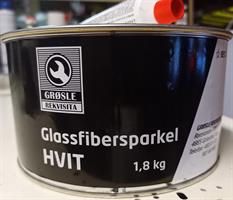 GRØSLE
REKVISITA
Glassfibersparkel
HVIT
1,8 kg